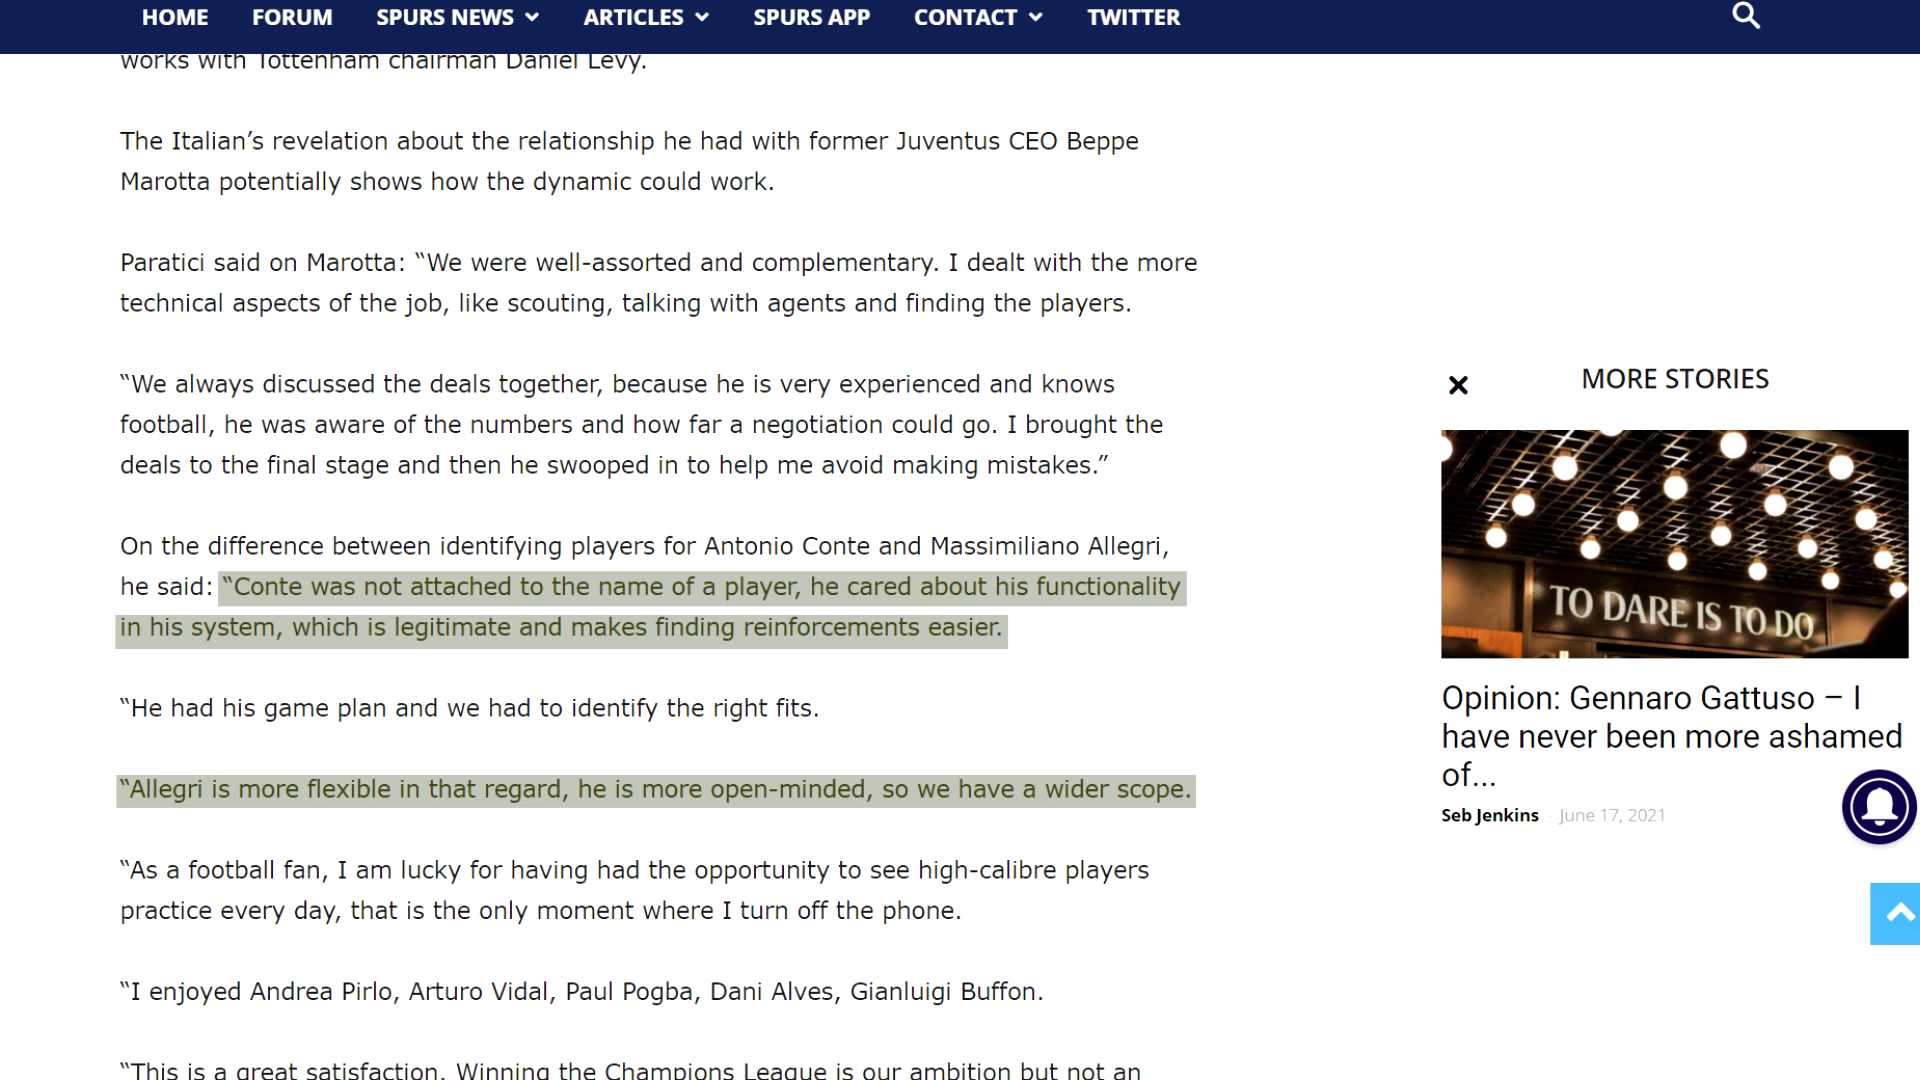 HOME FORUM SPURS NEWS ARTICLES SPURS APP CONTACT TWITTER
works with Tottenham chairman Daniel Levy.
The Italian’s revelation about the relationship he had with former Juventus CEO Beppe
Marotta potentially shows how the dynamic could work.
Paratici said on Marotta: “We were well-assorted and complementary. I dealt with the more
technical aspects of the job, like scouting, talking with agents and finding the players.
“We always discussed the deals together, because he is very experienced and knows
football, he was aware of the numbers and how far a negotiation could go. I brought the
deals to the final stage and then he swooped in to help me avoid making mistakes.”
On the difference between identifying players for Antonio Conte and Massimiliano Allegri,
he said: “Conte was not attached to the name of a player, he cared about his functionality
in his system, which is legitimate and makes finding reinforcements easier.
“He had his game plan and we had to identify the right fits.
“Allegri is more flexible in that regard, he is more open-minded, so we have a wider scope.
“As a football fan, I am lucky for having had the opportunity to see high-calibre players
practice every day, that is the only moment where I turn off the phone.
“I enjoyed Andrea Pirlo, Arturo Vidal, Paul Pogba, Dani Alves, Gianluigi Buffon.
“This is a great satisfaction. Winning the Champions League is our ambition but not an
MORE STORIES
TO DARE IS TO DO
Opinion: Gennaro Gattuso – I
have never been more ashamed
of...
Seb Jenkins - June 17, 2021